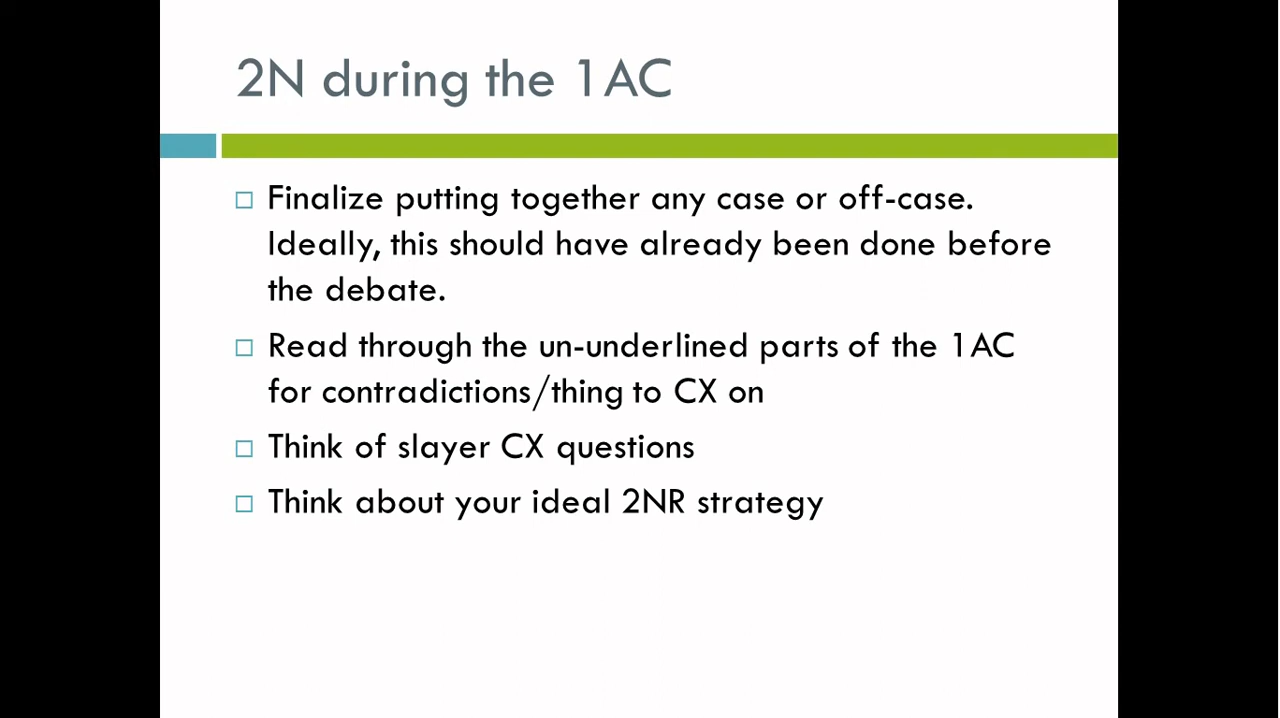 2N during the 1AC
Finalize putting together any case or off-case.
Ideally, this should have already been done before
the debate.
Read through the un-underlined parts of the 1AC
for contradictions/thing to CX on
Think of slayer CX questions
Think about your ideal 2NR strategy